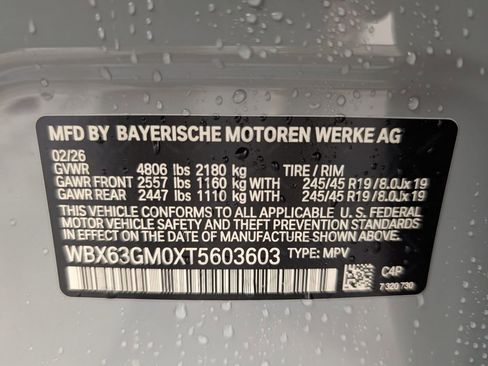 MFD BY BAYERISCHE MOTOREN WERKE AG
02/26
GVWR 4806 lbs 2180 kg TIRE / RIM
GAWR FRONT 2557 lbs 1160 kg WITH 245/45 R19 / 8.0Jx 19
GAWR REAR 2447 lbs 1110 kg WITH 245/45 R19 / 8.0Jx 19
THIS VEHICLE CONFORMS TO ALL APPLICABLE U. S. FEDERAL
MOTOR VEHICLE SAFETY AND THEFT PREVENTION STANDARDS
IN EFFECT ON THE DATE OF MANUFACTURE SHOWN ABOVE.
WBX63GM0XT5603603 TYPE: MPV
C4P
7 320 730